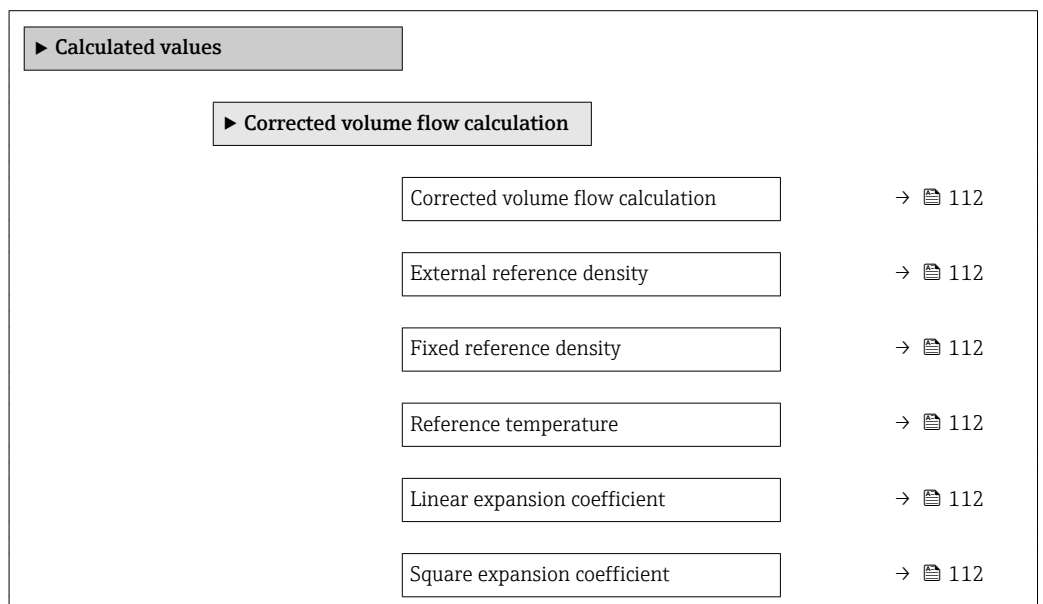 ▶ Calculated values
▶ Corrected volume flow calculation
Corrected volume flow calculation → 🖹 112
External reference density → 🖹 112
Fixed reference density → 🖹 112
Reference temperature → 🖹 112
Linear expansion coefficient → 🖹 112
Square expansion coefficient → 🖹 112